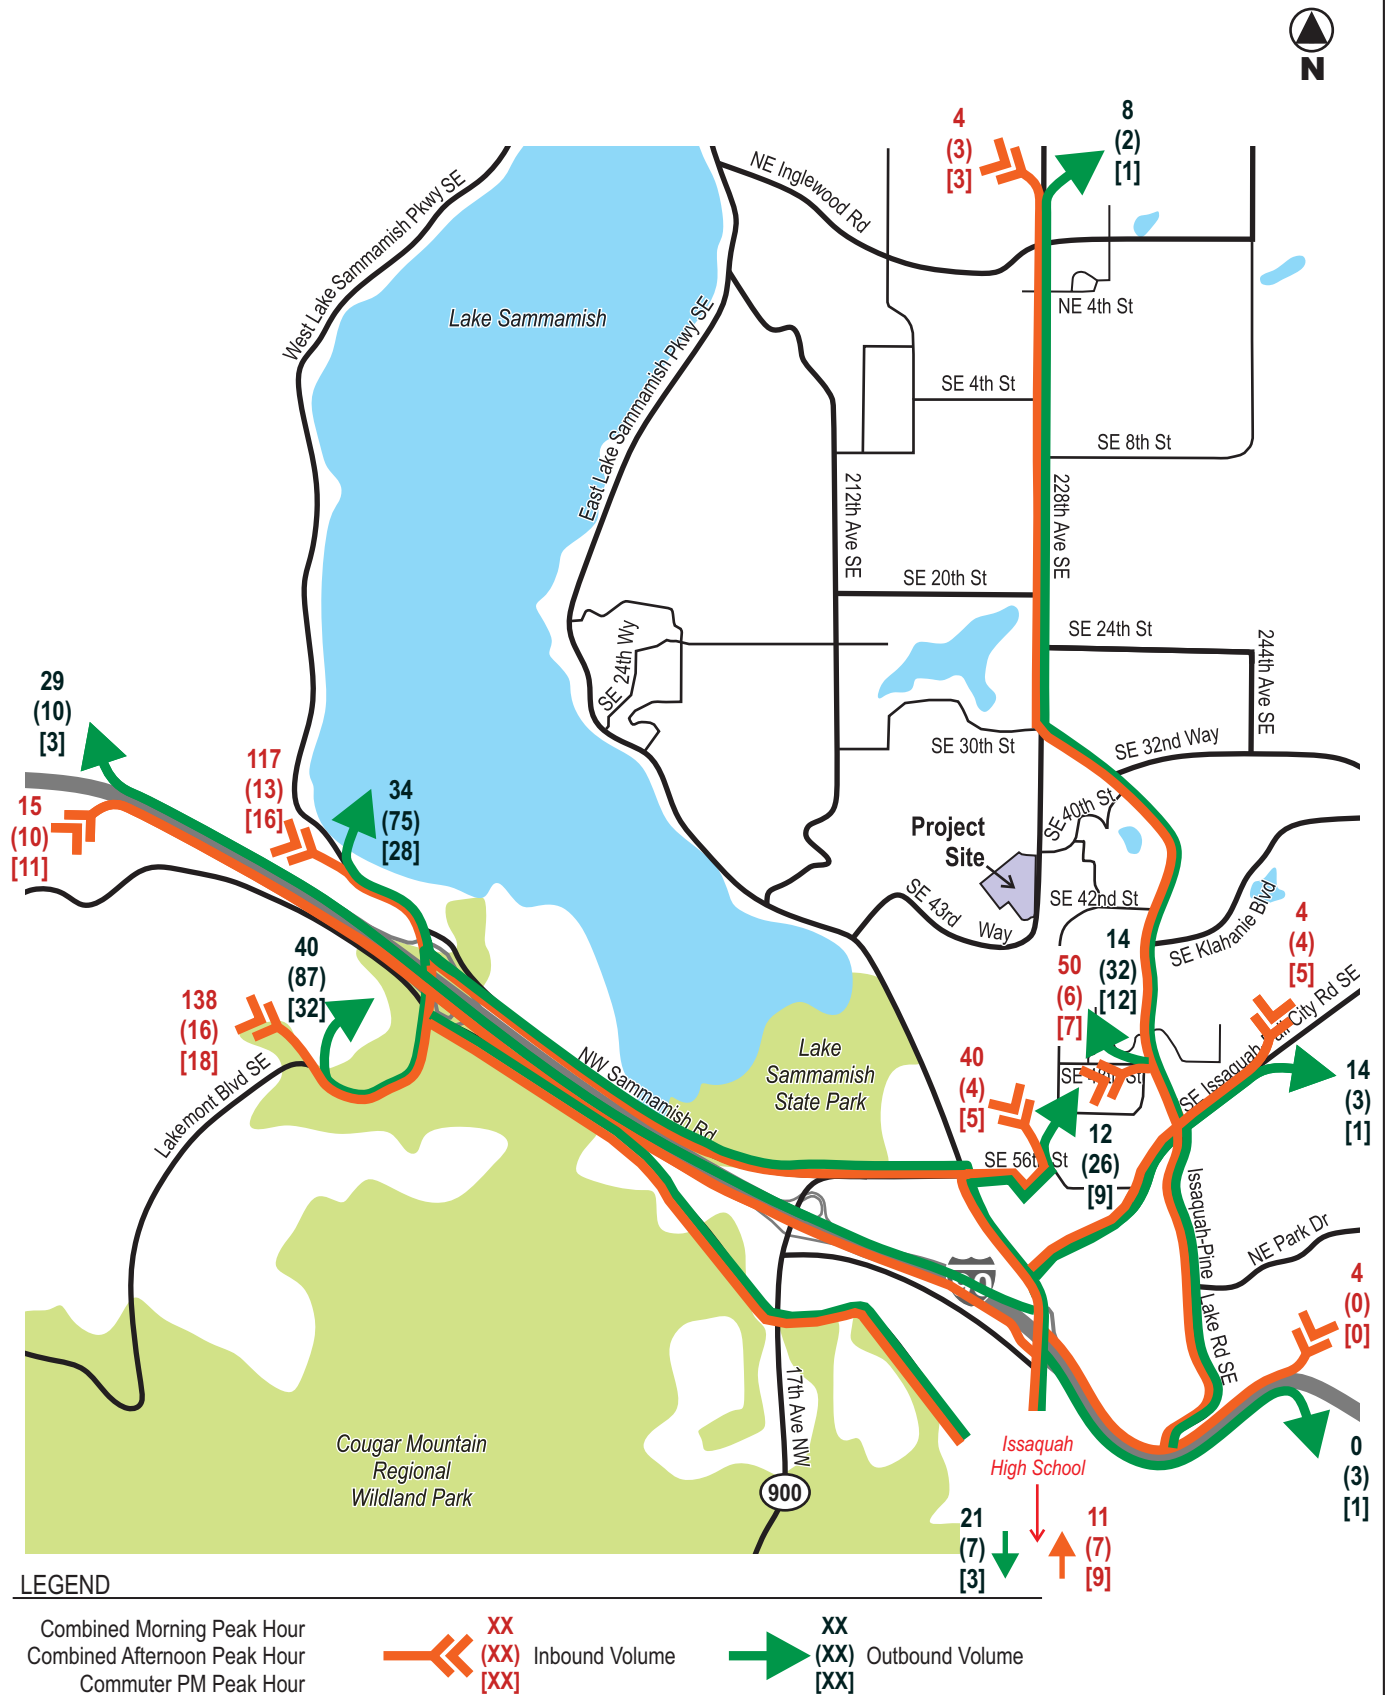 N
4
(3)
[3]
8
(2)
[1]
NE Inglewood Rd
West Lake Sammamish Pkwy SE
Lake Sammamish
East Lake Sammamish Pkwy SE
NE 4th St
SE 4th St
SE 8th St
212th Ave SE
228th Ave SE
SE 20th St
SE 24th St
SE 24th Wy
244th Ave SE
SE 30th St
SE 32nd Way
29
(10)
[3]
15
(10)
[11]
117
(13)
[16]
34
(75)
[28]
SE 40th St
Project
Site
SE 43rd Way
SE 42nd St
SE Klahanie Blvd
40
(87)
[32]
138
(16)
[18]
50
(6)
[7]
14
(32)
[12]
4
(4)
[5]
SE Issaquah Fall City Rd SE
Lakemont Blvd SE
NW Sammamish Rd
Lake
Sammamish
State Park
40
(4)
[5]
SE 48th St
14
(3)
[1]
12
(26)
[9]
SE 56th St
Issaquah-Pine Lake Rd SE
NE Park Dr
4
(0)
[0]
17th Ave NW
900
Cougar Mountain
Regional
Wildland Park
Issaquah
High School
0
(3)
[1]
21
(7)
[3]
11
(7)
[9]
LEGEND
Combined Morning Peak Hour
Combined Afternoon Peak Hour
Commuter PM Peak Hour
XX
(XX) Inbound Volume
[XX]
XX
(XX) Outbound Volume
[XX]